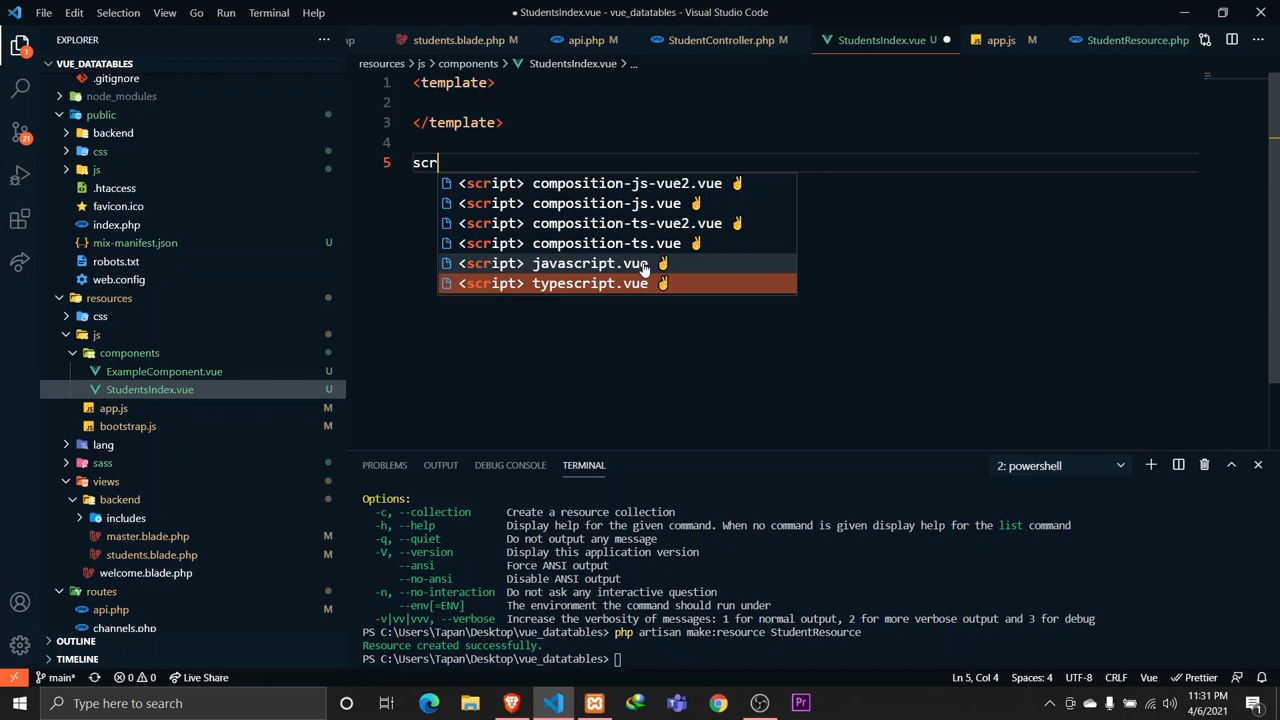 File Edit Selection View Go Run Terminal Help
● StudentsIndex.vue - vue_datatables - Visual Studio Code
EXPLORER
students.blade.php M
api.php M
StudentController.php M
StudentsIndex.vue U
app.js M
StudentResource.php
VUE_DATATABLES
.gitignore
node_modules
public
backend
css
js
.htaccess
favicon.ico
index.php
mix-manifest.json U
robots.txt
web.config
resources
css
js
components
ExampleComponent.vue U
StudentsIndex.vue U
app.js M
bootstrap.js M
lang
sass
views
backend
includes
master.blade.php M
students.blade.php M
welcome.blade.php
routes
api.php M
channels.php
OUTLINE
TIMELINE
resources > js > components > StudentsIndex.vue > ...
1 <template>
2
3 </template>
4
5 scr
<script> composition-js-vue2.vue ✌
<script> composition-js.vue ✌
<script> composition-ts-vue2.vue ✌
<script> composition-ts.vue ✌
<script> javascript.vue ✌
<script> typescript.vue ✌
PROBLEMS OUTPUT DEBUG CONSOLE TERMINAL
2: powershell
Options:
-c, --collection Create a resource collection
-h, --help Display help for the given command. When no command is given display help for the list command
-q, --quiet Do not output any message
-V, --version Display this application version
--ansi Force ANSI output
--no-ansi Disable ANSI output
-n, --no-interaction Do not ask any interactive question
--env[=ENV] The environment the command should run under
-v|vv|vvv, --verbose Increase the verbosity of messages: 1 for normal output, 2 for more verbose output and 3 for debug
PS C:\Users\Tapan\Desktop\vue_datatables> php artisan make:resource StudentResource
Resource created successfully.
PS C:\Users\Tapan\Desktop\vue_datatables>
main* 0 0 Live Share
Ln 5, Col 4 Spaces: 4 UTF-8 CRLF Vue Prettier
Type here to search
11:31 PM
4/6/2021